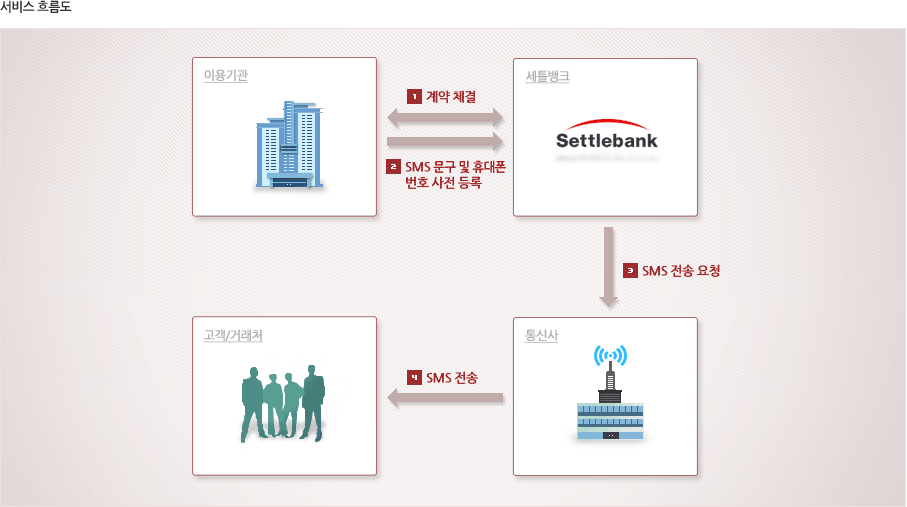 서비스 흐름도
이용기관
세틀뱅크
1 계약 체결
Settlebank
2 SMS 문구 및 휴대폰
번호 사전 등록
3 SMS 전송 요청
고객/거래처
통신사
4 SMS 전송